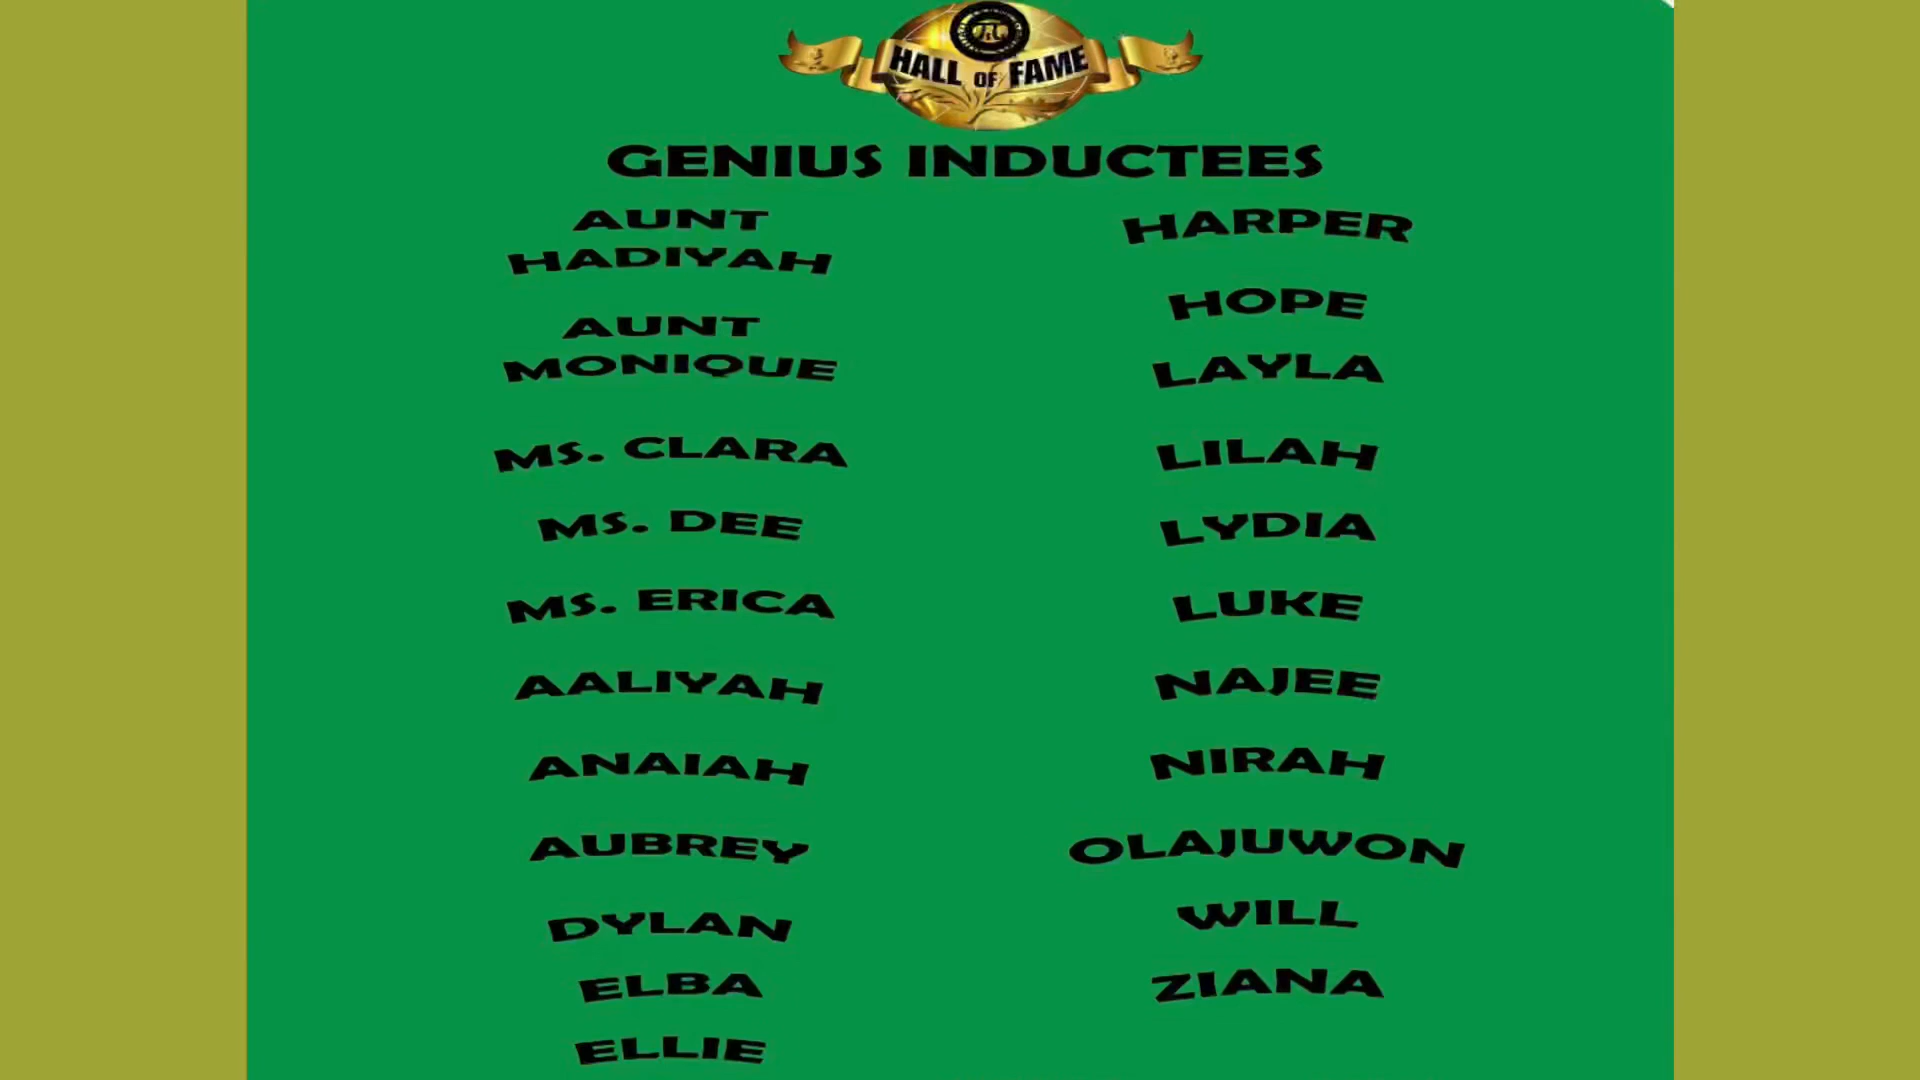 HALL OF FAME
GENIUS INDUCTEES
AUNT
HADIYAH
AUNT
MONIQUE
MS. CLARA
MS. DEE
MS. ERICA
AALIYAH
ANAIAH
AUBREY
DYLAN
ELBA
ELLIE
HARPER
HOPE
LAYLA
LILAH
LYDIA
LUKE
NAJEE
NIRAH
OLAJUWON
WILL
ZIANA